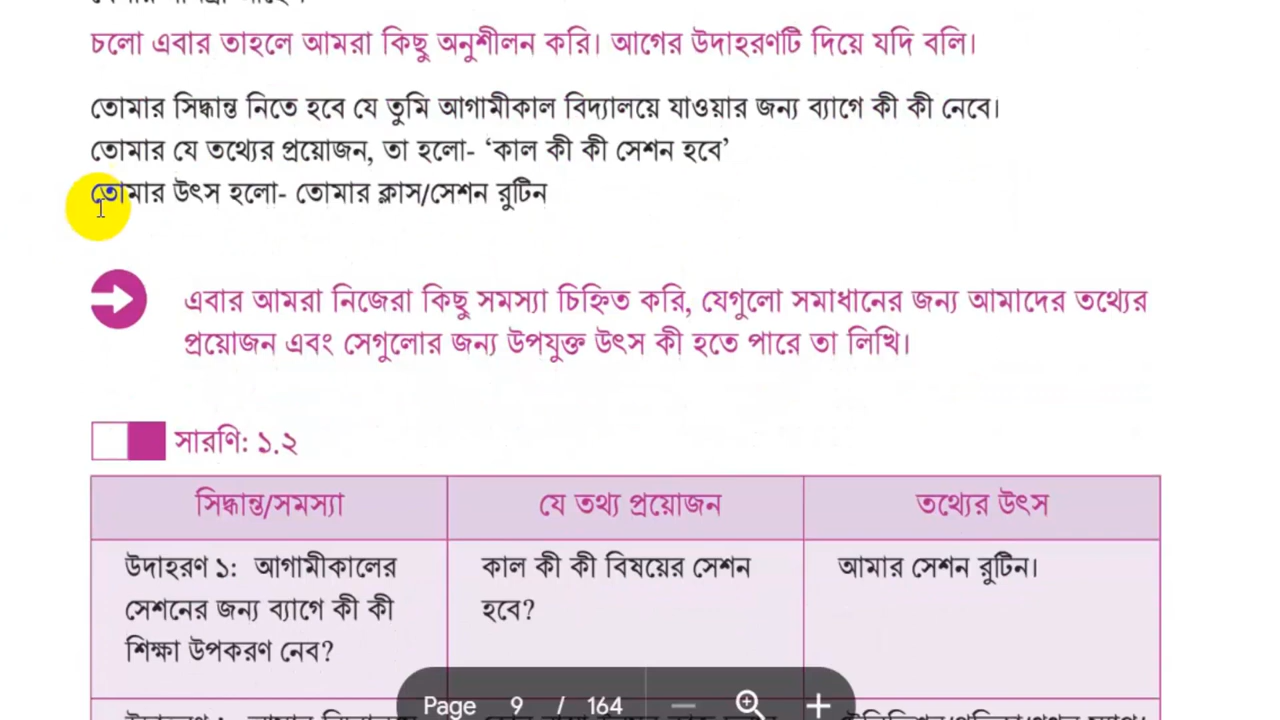 চলো এবার তাহলে আমরা কিছু অনুশীলন করি। আগের উদাহরণটি দিয়ে যদি বলি।
তোমার সিদ্ধান্ত নিতে হবে যে তুমি আগামীকাল বিদ্যালয়ে যাওয়ার জন্য ব্যাগে কী কী নেবে।
তোমার যে তথ্যের প্রয়োজন, তা হলো- ‘কাল কী কী সেশন হবে’
তোমার উৎস হলো- তোমার ক্লাস/সেশন রুটিন
এবার আমরা নিজেরা কিছু সমস্যা চিহ্নিত করি, যেগুলো সমাধানের জন্য আমাদের তথ্যের
প্রয়োজন এবং সেগুলোর জন্য উপযুক্ত উৎস কী হতে পারে তা লিখি।
সারণি: ১.২
সিদ্ধান্ত/সমস্যা যে তথ্য প্রয়োজন তথ্যের উৎস
উদাহরণ ১: আগামীকালের কাল কী কী বিষয়ের সেশন আমার সেশন রুটিন।
সেশনের জন্য ব্যাগে কী কী হবে?
শিক্ষা উপকরণ নেব?
Page 9 / 164